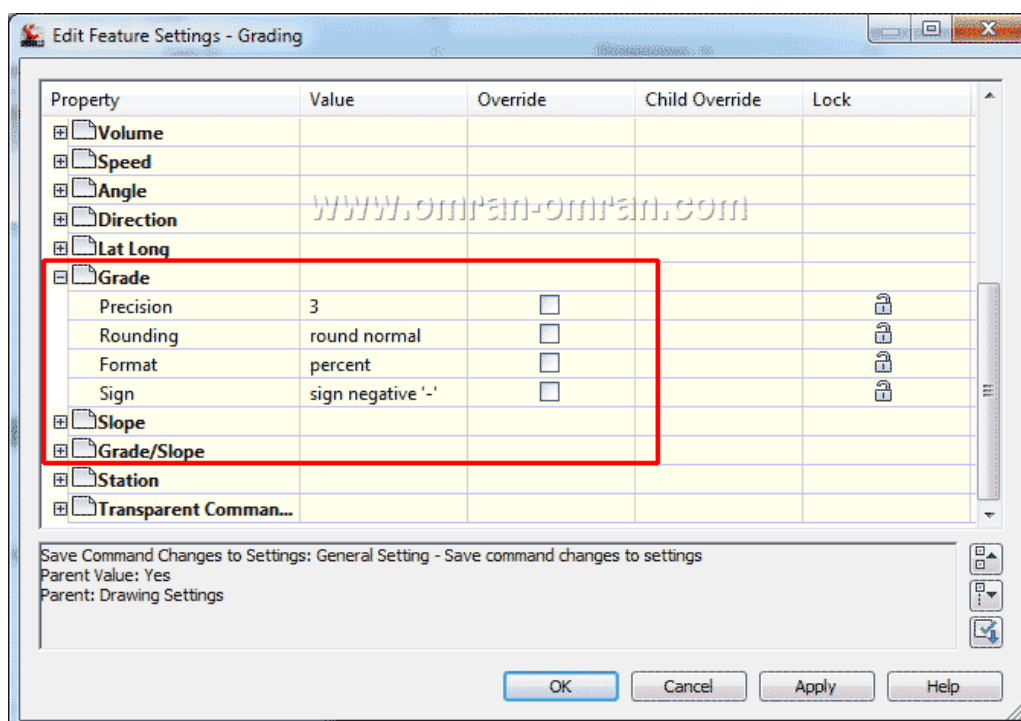 Edit Feature Settings - Grading
Property Value Override Child Override Lock
Volume
Speed
Angle
www.omran-omran.com
Direction
Lat Long
Grade
Precision 3
Rounding round normal
Format percent
Sign sign negative '-'
Slope
Grade/Slope
Station
Transparent Comman...
Save Command Changes to Settings: General Setting - Save command changes to settings
Parent Value: Yes
Parent: Drawing Settings
OK Cancel Apply Help